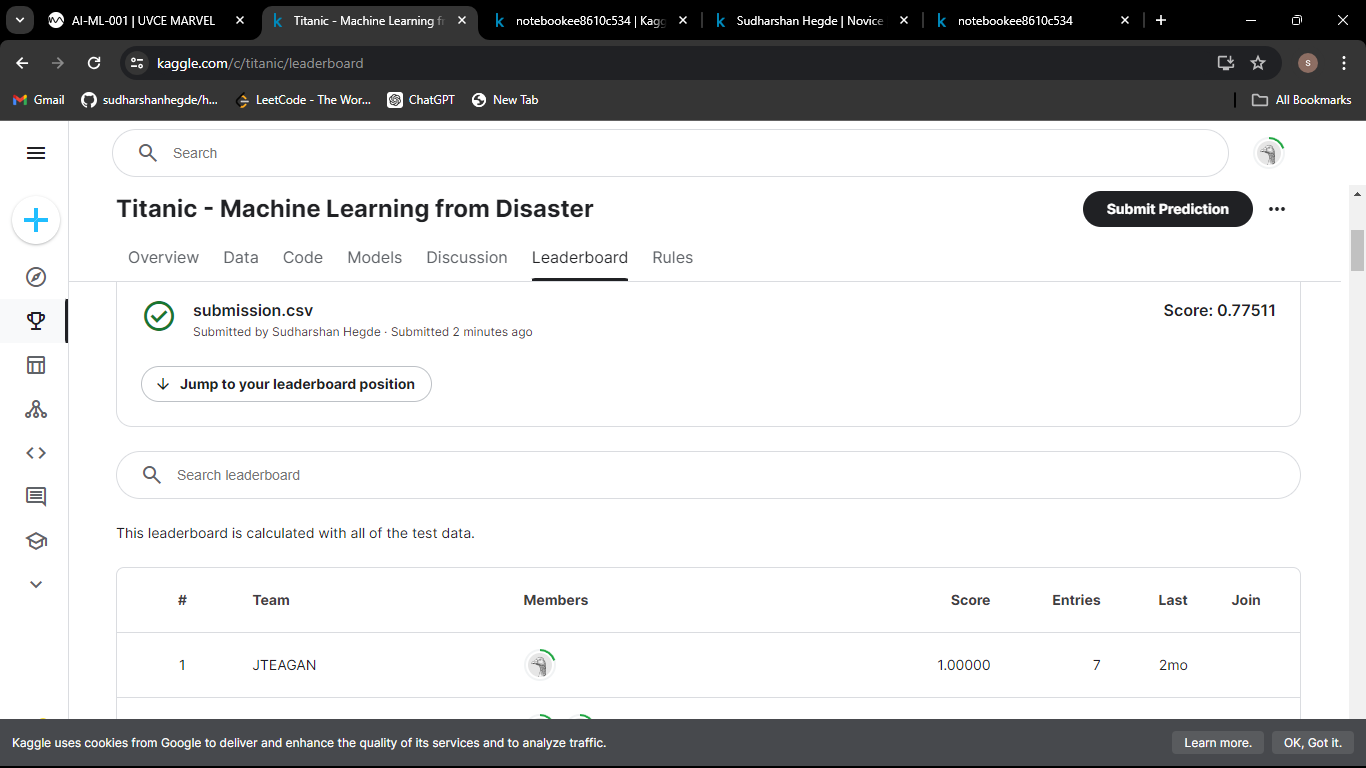 AI-ML-001 | UVCE MARVEL
Titanic - Machine Learning fr
notebookee8610c534 | Kagg
Sudharshan Hegde | Novice
notebookee8610c534
kaggle.com/c/titanic/leaderboard
S
Gmail
sudharshanhegde/h...
LeetCode - The Wor...
ChatGPT
New Tab
All Bookmarks
Search
Titanic - Machine Learning from Disaster
Submit Prediction
Overview
Data
Code
Models
Discussion
Leaderboard
Rules
submission.csv
Score: 0.77511
Submitted by Sudharshan Hegde · Submitted 2 minutes ago
Jump to your leaderboard position
Search leaderboard
This leaderboard is calculated with all of the test data.
# Team Members Score Entries Last Join
1 JTEAGAN 1.00000 7 2mo
Kaggle uses cookies from Google to deliver and enhance the quality of its services and to analyze traffic.
Learn more.
OK, Got it.